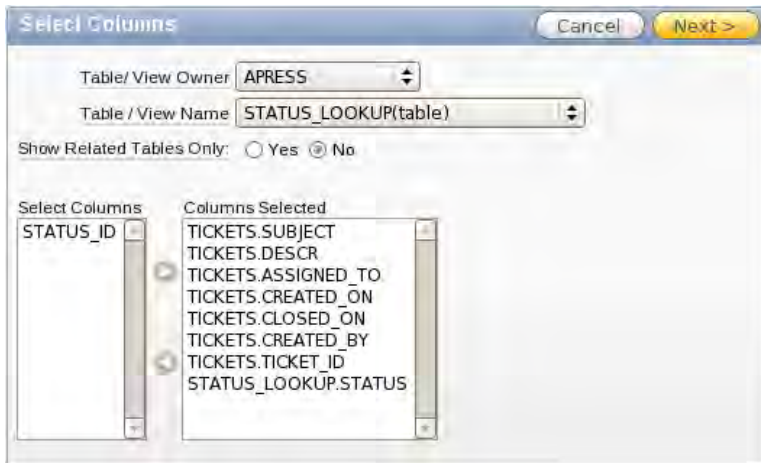 Select Columns
Cancel
Next >
Table/ View Owner APRESS
Table / View Name STATUS_LOOKUP(table)
Show Related Tables Only: Yes No
Select Columns
STATUS_ID
Columns Selected
TICKETS.SUBJECT
TICKETS.DESCR
TICKETS.ASSIGNED_TO
TICKETS.CREATED_ON
TICKETS.CLOSED_ON
TICKETS.CREATED_BY
TICKETS.TICKET_ID
STATUS_LOOKUP.STATUS